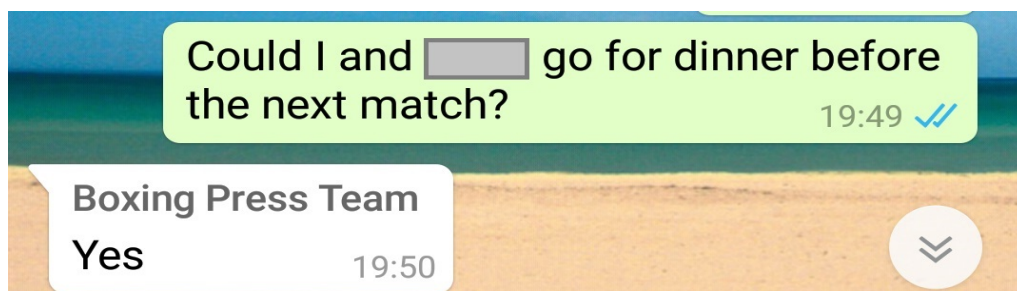 Could I and go for dinner before
the next match?
19:49
Boxing Press Team
Yes
19:50